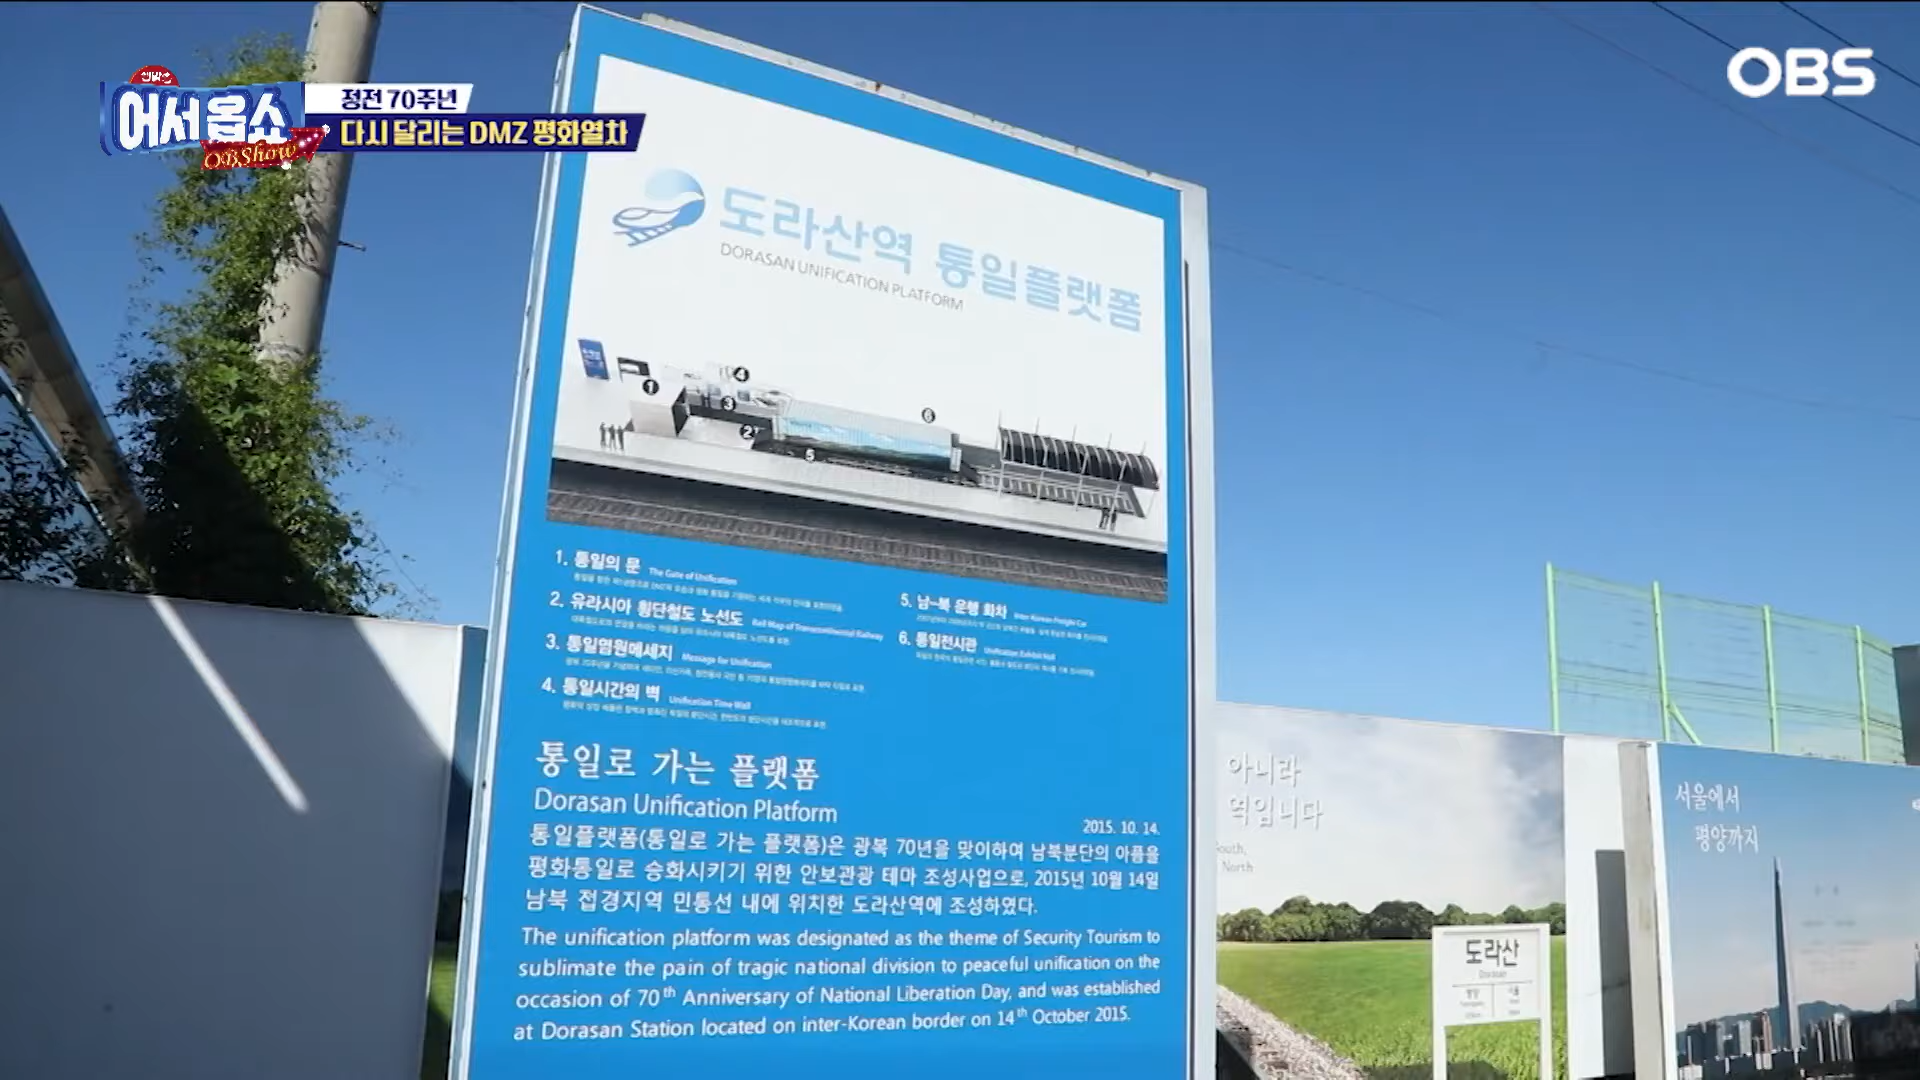 OBS
어서옵쇼
OBShow
정전 70주년
다시 달리는 DMZ 평화열차
도라산역 통일플랫폼
DORASAN UNIFICATION PLATFORM
1
2
3
4
5
6
1. 통일의 문 The Gate of Unification
2. 유라시아 횡단철도 노선도 Rail Map of Transcontinental Railway
3. 통일염원메세지 Message for Unification
4. 통일시간의 벽 Unification Time Wall
5. 남-북 운행 화차 Inter-Korean Freight Car
6. 통일전시관 Unification Exhibit Hall
통일로 가는 플랫폼
Dorasan Unification Platform
2015. 10. 14.
통일플랫폼(통일로 가는 플랫폼)은 광복 70년을 맞이하여 남북분단의 아픔을
평화통일로 승화시키기 위한 안보관광 테마 조성사업으로, 2015년 10월 14일
남북 접경지역 민통선 내에 위치한 도라산역에 조성하였다.
The unification platform was designated as the theme of Security Tourism to
sublimate the pain of tragic national division to peaceful unification on the
occasion of 70th Anniversary of National Liberation Day, and was established
at Dorasan Station located on inter-Korean border on 14th October 2015.
아니라
역입니다
South,
North
도라산
Dorasan
서울에서
평양까지